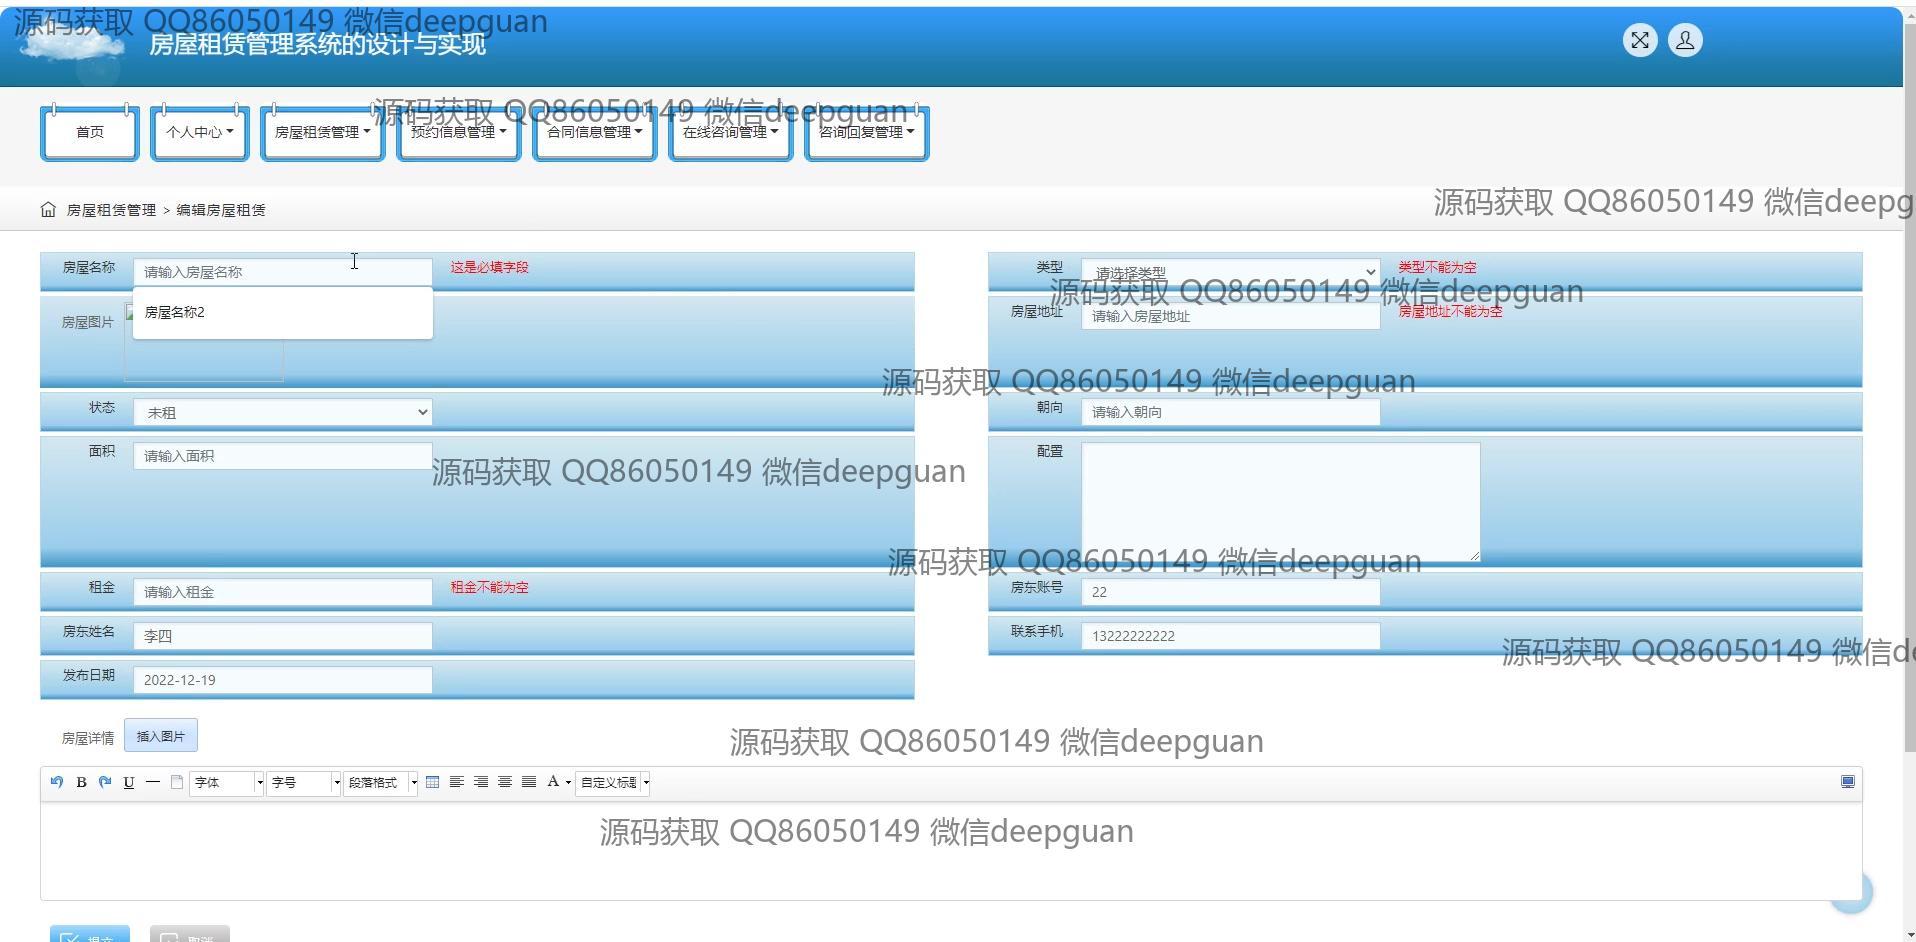 源码获取 QQ86050149 微信deepguan
房屋租赁管理系统的设计与实现
源码获取 QQ86050149 微信deepguan
首页
个人中心
房屋租赁管理
预约信息管理
合同信息管理
在线咨询管理
咨询回复管理
源码获取 QQ86050149 微信deepg
房屋租赁管理 > 编辑房屋租赁
房屋名称 请输入房屋名称 这是必填字段
类型 请选择类型 类型不能为空
源码获取 QQ86050149 微信deepguan
房屋名称2
房屋图片
房屋地址 请输入房屋地址 房屋地址不能为空
源码获取 QQ86050149 微信deepguan
状态 未租
朝向 请输入朝向
面积 请输入面积
配置
源码获取 QQ86050149 微信deepguan
源码获取 QQ86050149 微信deepguan
租金 请输入租金 租金不能为空
房东账号 22
房东姓名 李四
联系手机 13222222222
源码获取 QQ86050149 微信de
发布日期 2022-12-19
房屋详情 插入图片
源码获取 QQ86050149 微信deepguan
B U 字体 字号 段落格式 A 自定义标题
源码获取 QQ86050149 微信deepguan
提交 取消